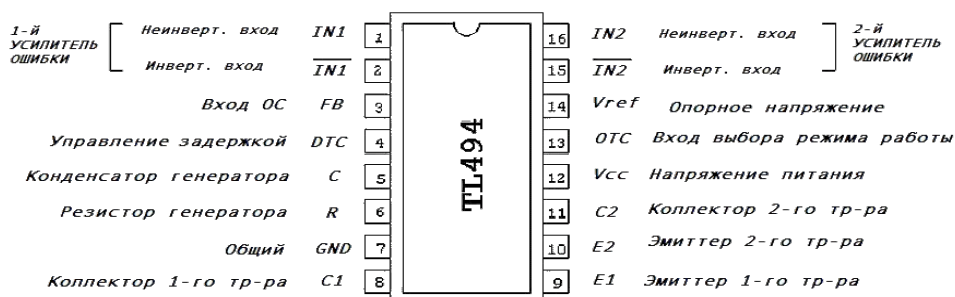 1-й
УСИЛИТЕЛЬ
ОШИБКИ
Неинверт. вход IN1 1
Инверт. вход IN1 2
Вход ОС FB 3
Управление задержкой DTC 4
Конденсатор генератора C 5
Резистор генератора R 6
Общий GND 7
Коллектор 1-го тр-ра C1 8
TL494
16 IN2 Неинверт. вход
15 IN2 Инверт. вход
2-й
УСИЛИТЕЛЬ
ОШИБКИ
14 Vref Опорное напряжение
13 OTC Вход выбора режима работы
12 Vcc Напряжение питания
11 C2 Коллектор 2-го тр-ра
10 E2 Эмиттер 2-го тр-ра
9 E1 Эмиттер 1-го тр-ра